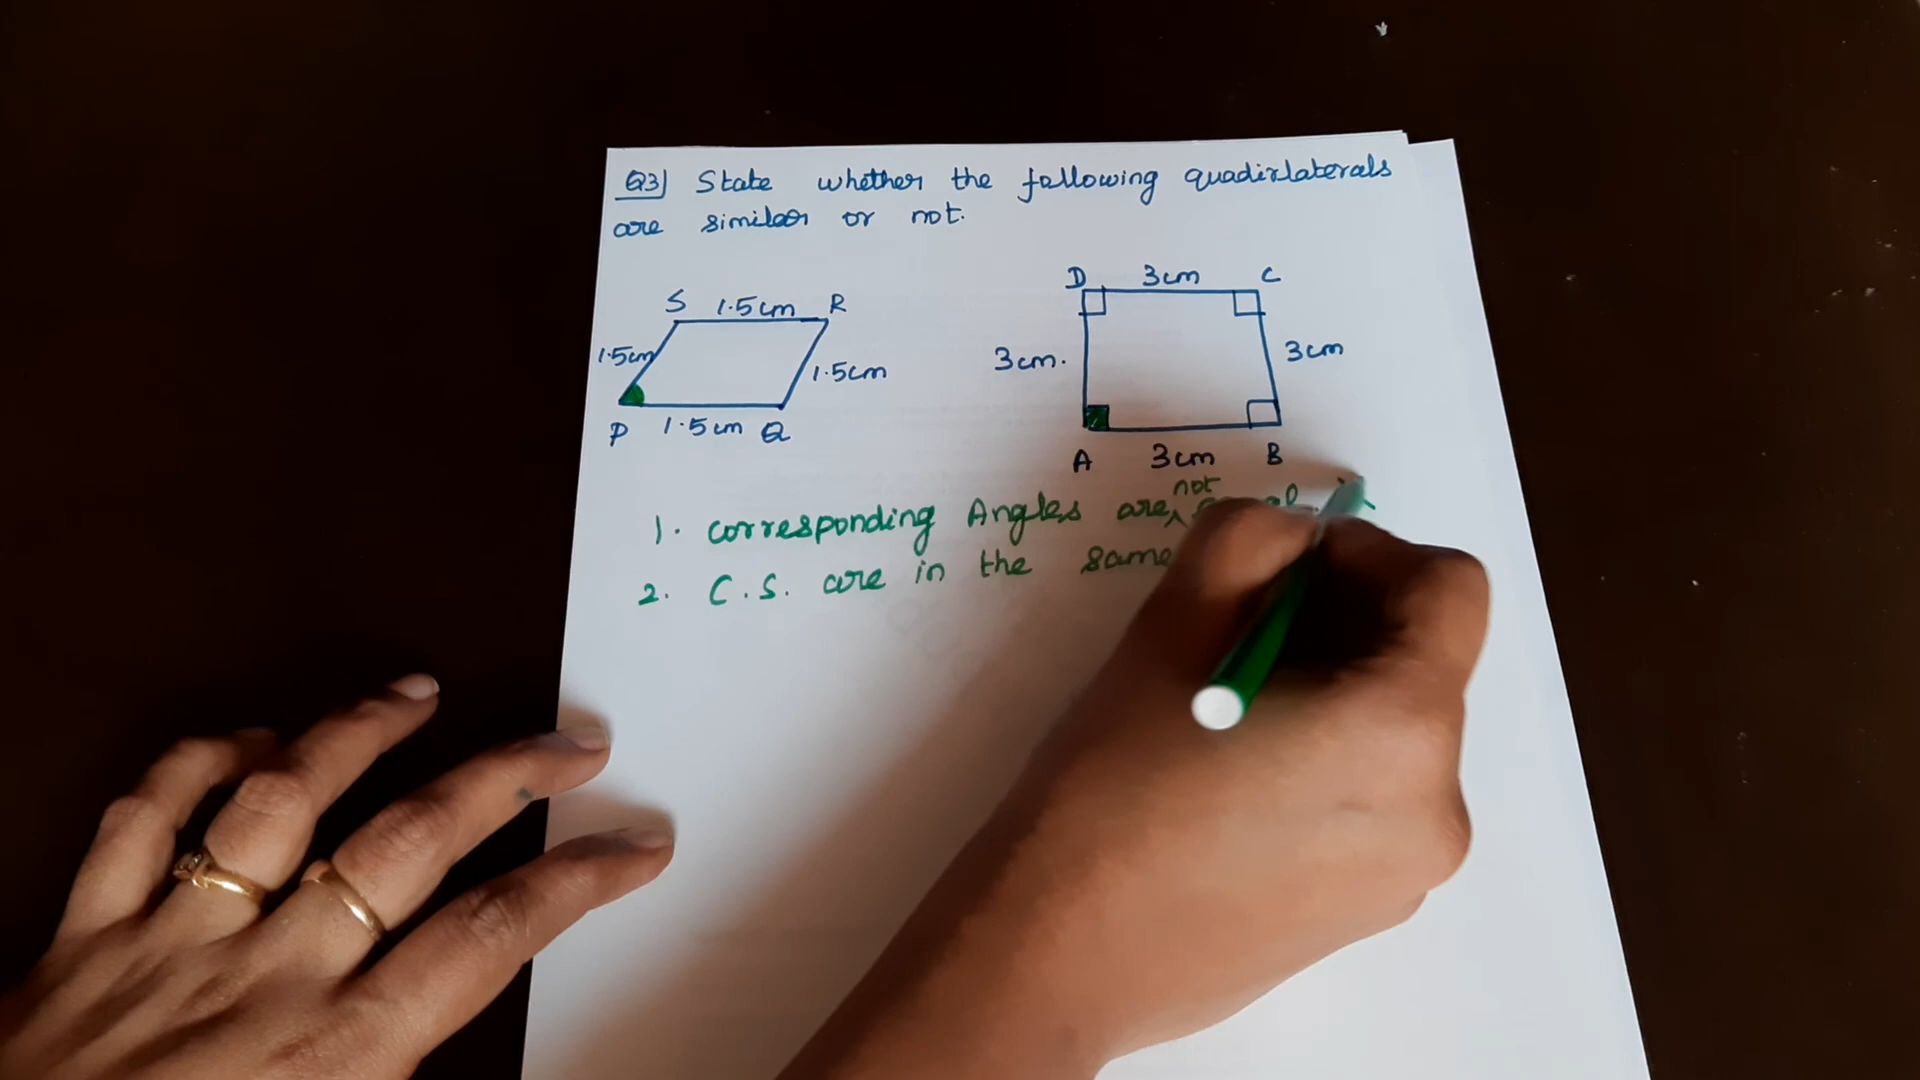 Q3) State whether the following quadirlaterals
are similar or not.
D 3cm C
S 1.5cm R
1.5cm
1.5cm
3cm.
3cm
P 1.5cm Q
A 3cm B
not
1. corresponding Angles are ^
2. C.S. are in the same